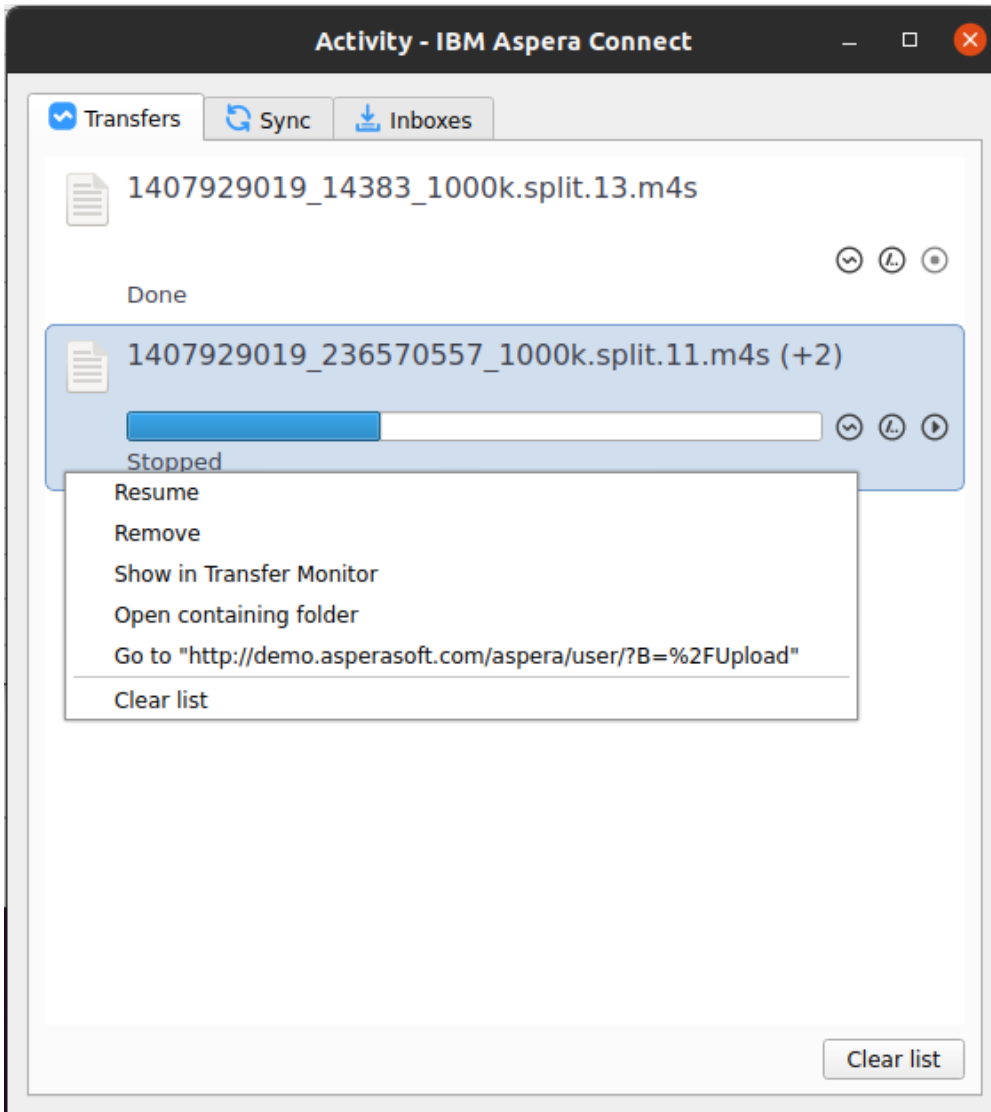 Activity - IBM Aspera Connect
Transfers Sync Inboxes
1407929019_14383_1000k.split.13.m4s
Done
1407929019_236570557_1000k.split.11.m4s (+2)
Stopped
Resume
Remove
Show in Transfer Monitor
Open containing folder
Go to "http://demo.asperasoft.com/aspera/user/?B=%2FUpload"
Clear list
Clear list